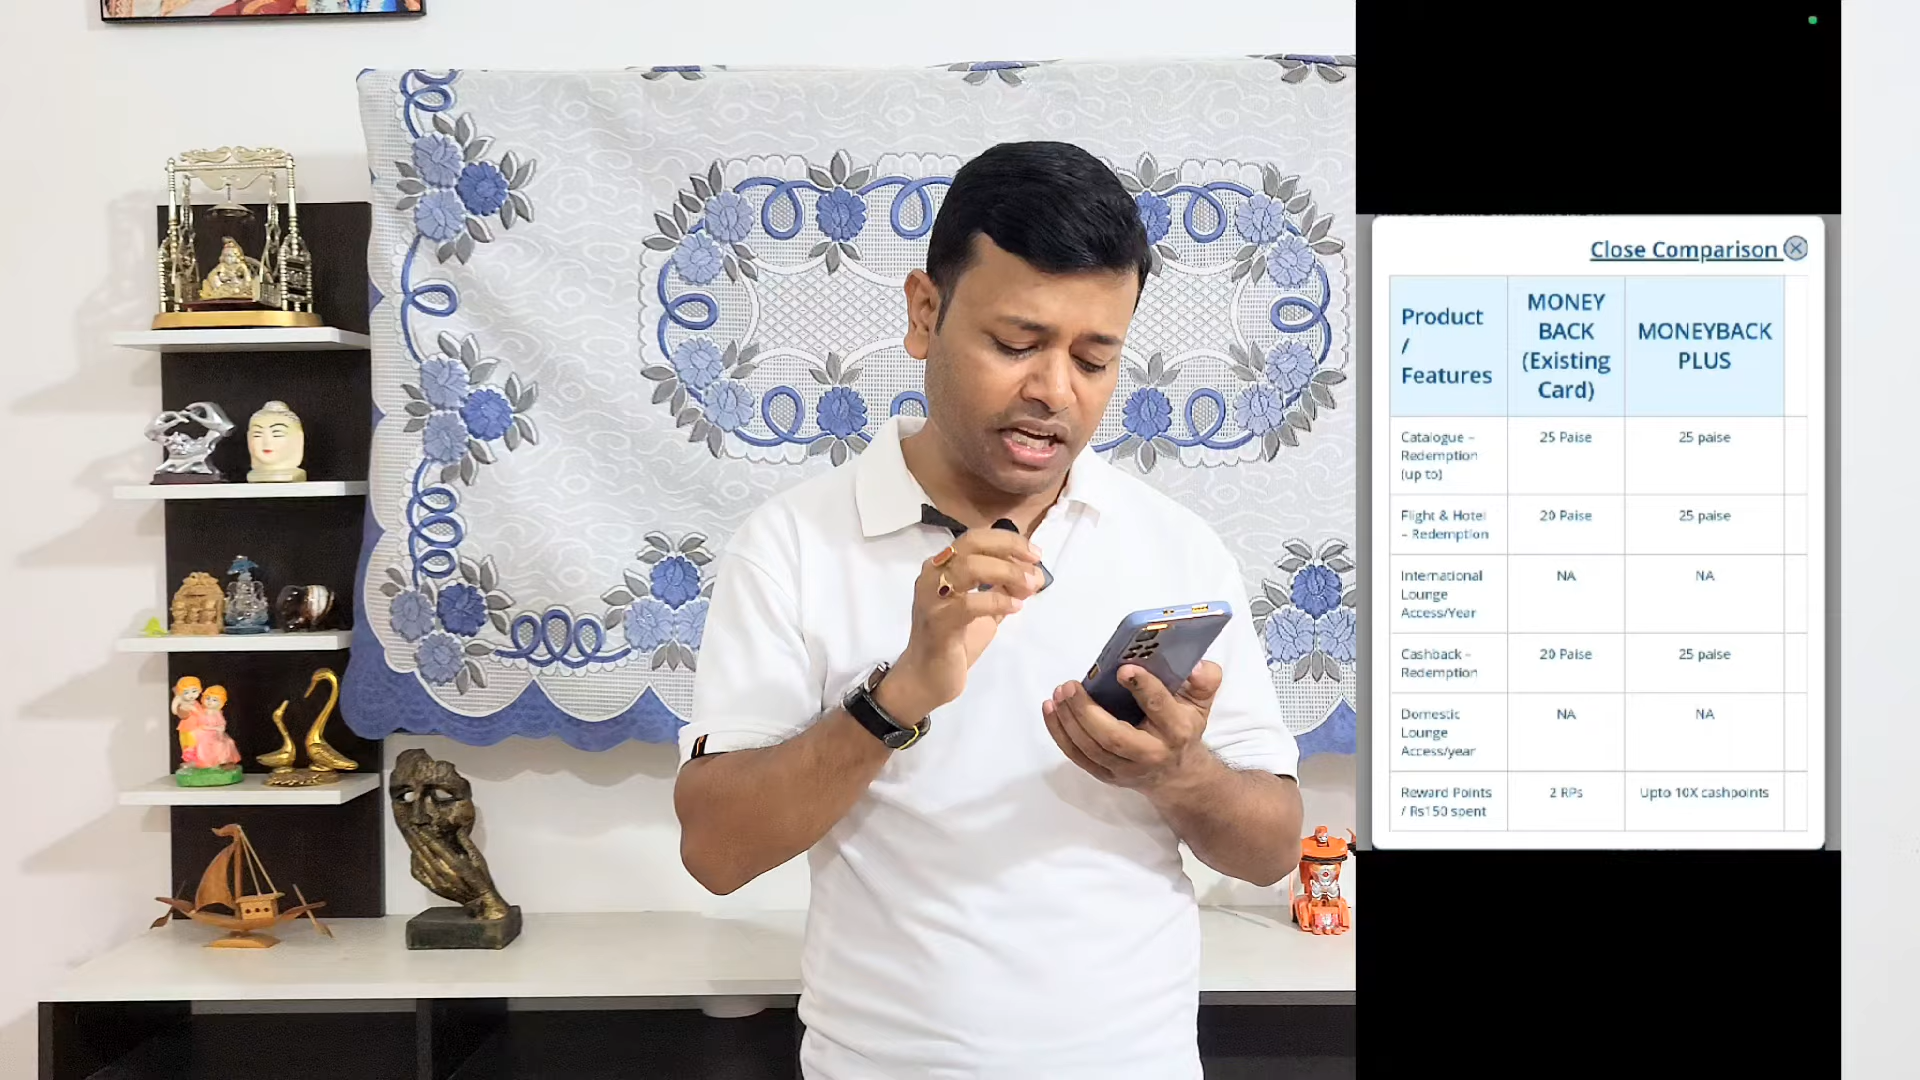 Close Comparison
Product
/
Features
MONEY
BACK
(Existing
Card)
MONEYBACK
PLUS
Catalogue –
Redemption
(up to)
25 Paise
25 paise
Flight & Hotel
– Redemption
20 Paise
25 paise
International
Lounge
Access/Year
NA
NA
Cashback –
Redemption
20 Paise
25 paise
Domestic
Lounge
Access/year
NA
NA
Reward Points
/ Rs150 spent
2 RPs
Upto 10X cashpoints